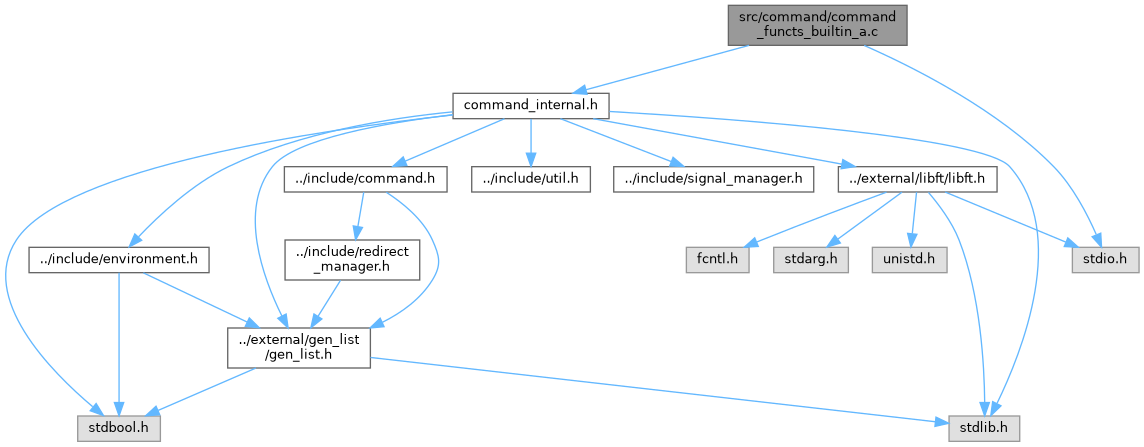 src/command/command
_functs_builtin_a.c
command_internal.h
../include/command.h
../include/util.h
../include/signal_manager.h
../external/libft/libft.h
../include/environment.h
../include/redirect
_manager.h
fcntl.h
stdarg.h
unistd.h
stdio.h
../external/gen_list
/gen_list.h
stdbool.h
stdlib.h